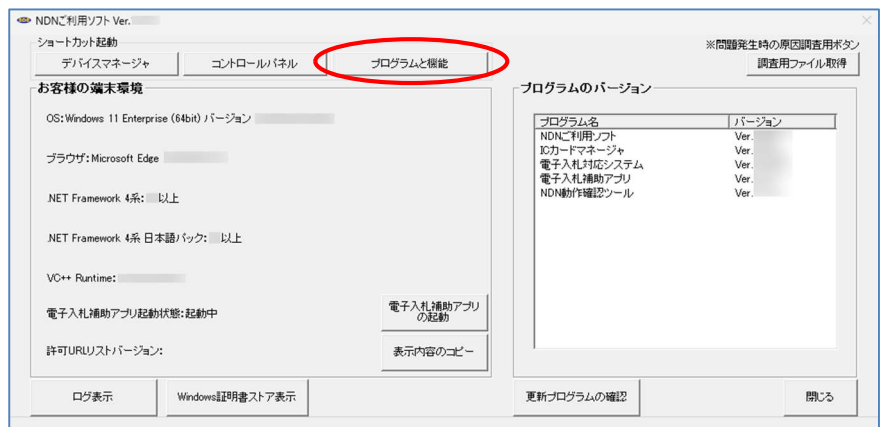 NDNご利用ソフト Ver.
ショートカット起動
※問題発生時の原因調査用ボタン
デバイスマネージャ
コントロールパネル
プログラムと機能
調査用ファイル取得
お客様の端末環境
プログラムのバージョン
OS:Windows 11 Enterprise (64bit) バージョン
プログラム名 バージョン
NDNご利用ソフト Ver.
ICカードマネージャ Ver.
電子入札対応システム Ver.
電子入札補助アプリ Ver.
NDN動作確認ツール Ver.
ブラウザ:Microsoft Edge
.NET Framework 4系: 以上
.NET Framework 4系 日本語パック: 以上
VC++ Runtime:
電子入札補助アプリ起動状態:起動中
電子入札補助アプリ
の起動
許可URLリストバージョン:
表示内容のコピー
ログ表示
Windows証明書ストア表示
更新プログラムの確認
閉じる